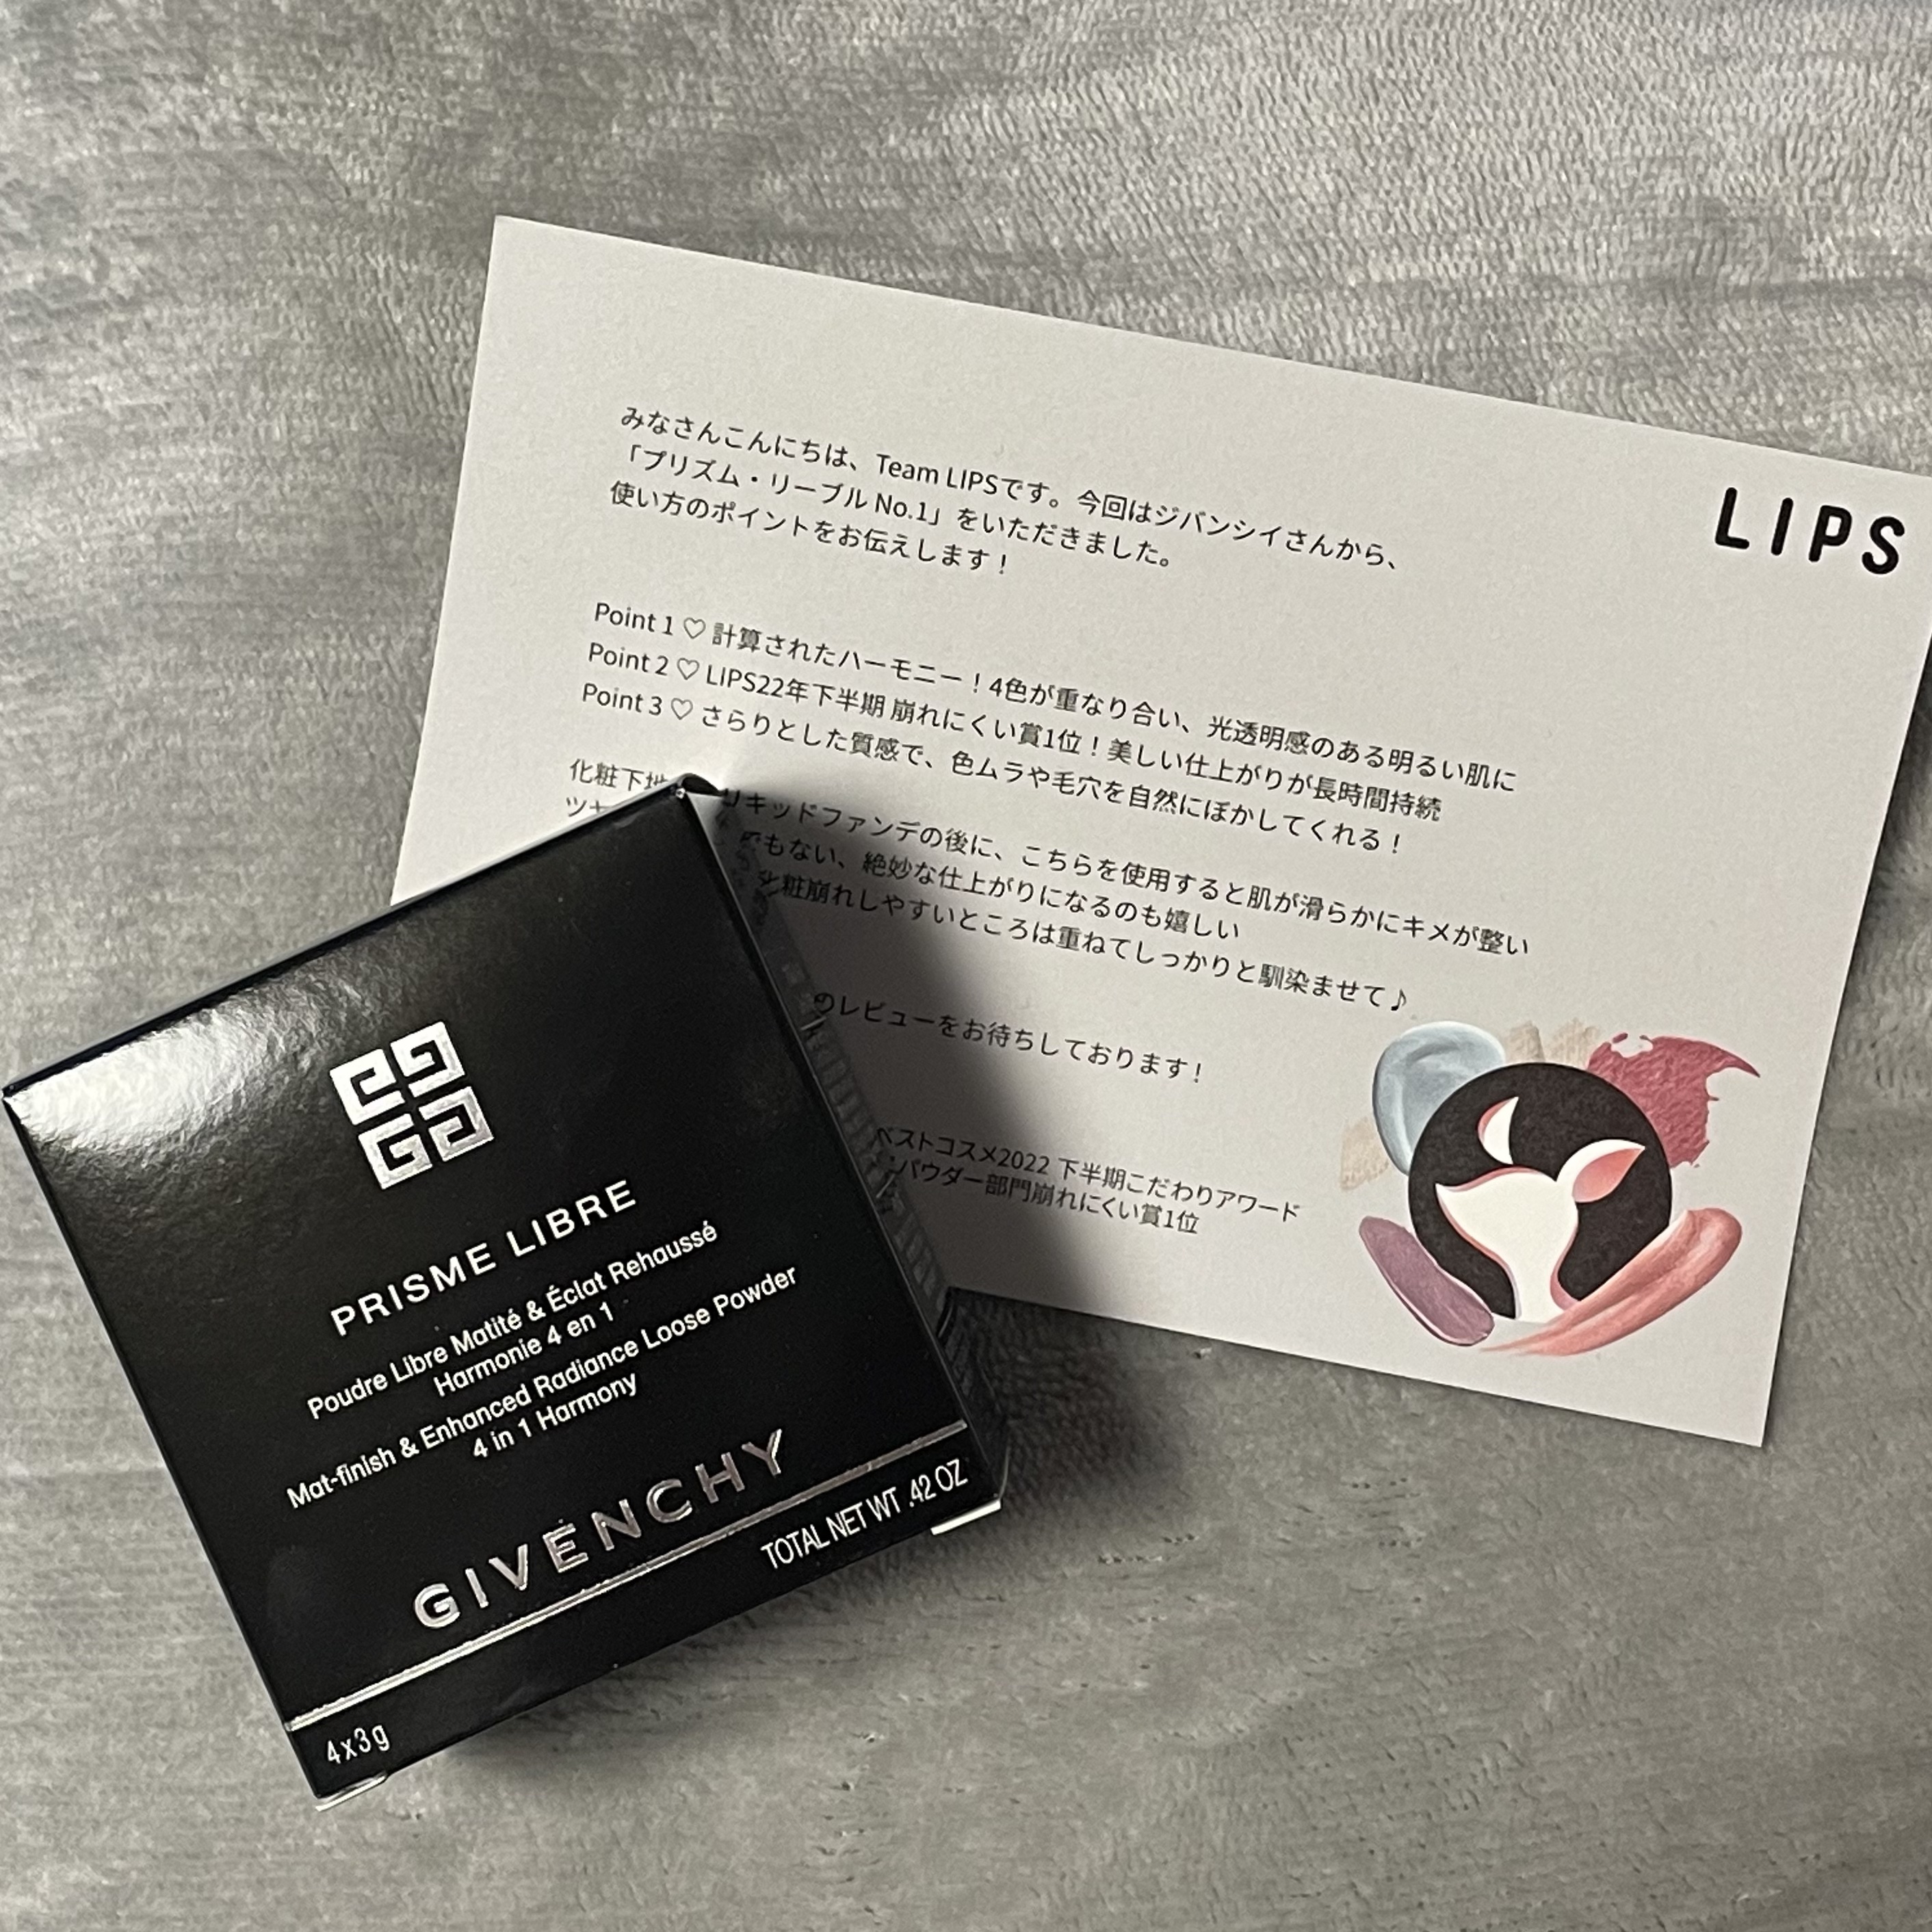 みなさんこんにちは、Team LIPSです。今回はジバンシイさんから、
「プリズム・リーブル No.1」をいただきました。
使い方のポイントをお伝えします！
LIPS
Point 1 ♡ 計算されたハーモニー！4色が重なり合い、光透明感のある明るい肌に
Point 2 ♡ LIPS22年下半期 崩れにくい賞1位！美しい仕上がりが長時間持続
Point 3 ♡ さらりとした質感で、色ムラや毛穴を自然にぼかしてくれる！
化粧下地 リキッドファンデの後に、こちらを使用すると肌が滑らかにキメが整い
ツヤ でもない、絶妙な仕上がりになるのも嬉しい
化粧崩れしやすいところは重ねてしっかりと馴染ませて♪
のレビューをお待ちしております！
ベストコスメ2022 下半期こだわりアワード
パウダー部門崩れにくい賞1位
PRISME LIBRE
Poudre Libre Matité & Éclat Rehaussé
Harmonie 4 en 1
Mat-finish & Enhanced Radiance Loose Powder
4 in 1 Harmony
GIVENCHY
TOTAL NET WT .42 OZ
4x3g